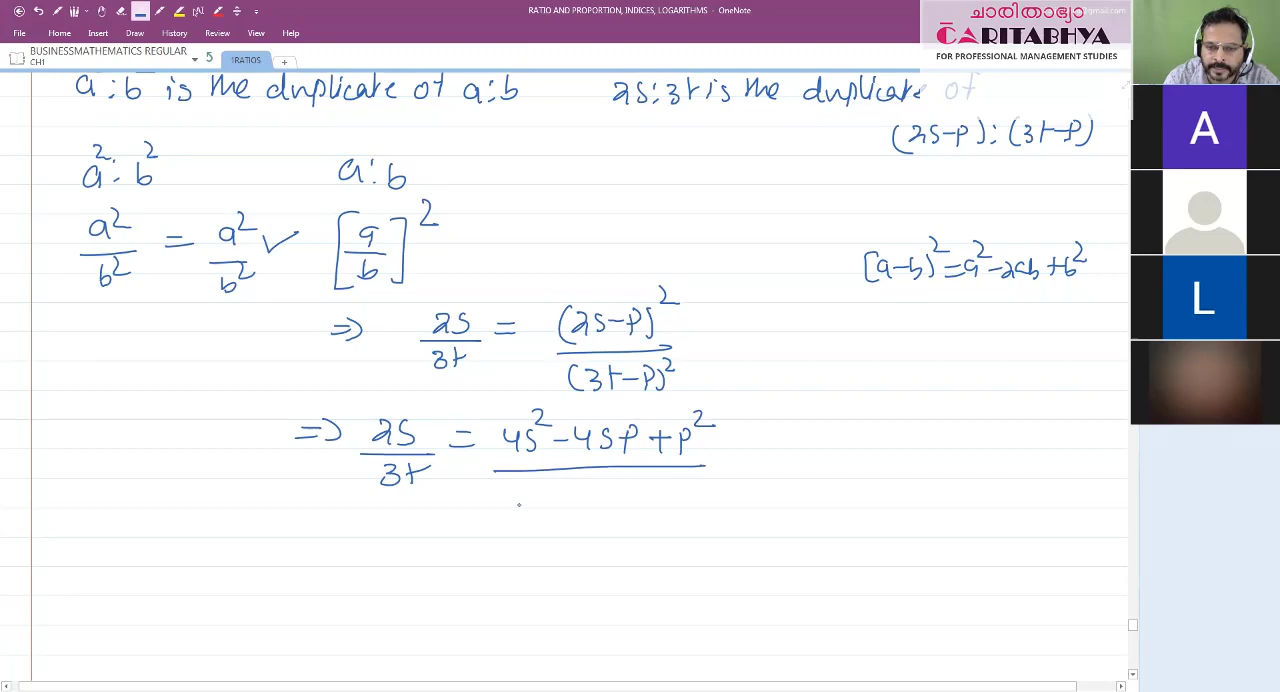 RATIO AND PROPORTION, INDICES, LOGARITHMS - OneNote
ചാരിതാഭ്യാ
@gmail.com
CARITABHYA
FOR PROFESSIONAL MANAGEMENT STUDIES
File Home Insert Draw History Review View Help
BUSINESSMATHEMATICS REGULAR
CH1
5
1RATIOS
a²:b² is the duplicate of a:b
2s:3t is the duplicate of
(2s-p):(3t-p)
a²:b² a:b
a²/b² = a²/b² ✓ [a/b]²
[a-b)²=a²-2ab+b²
⇒ 2s/3t = (2s-p)²/(3t-p)²
⇒ 2s/3t = 4s²-4sp+p²
A
L